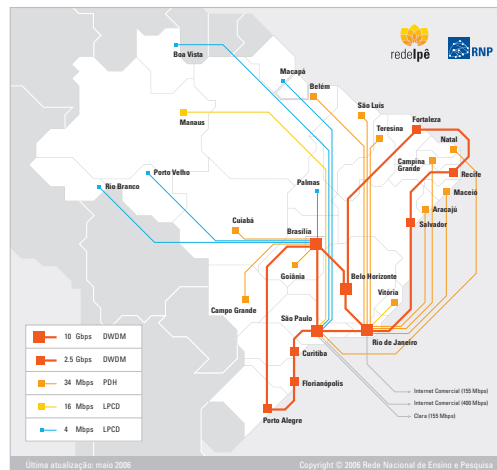 redeIpê
RNP
Boa Vista
Macapá
Belém
São Luís
Fortaleza
Manaus
Teresina
Natal
Campina
Grande
Recife
Porto Velho
Palmas
Rio Branco
Maceió
Cuiabá
Aracajú
Brasília
Salvador
Goiânia
Belo Horizonte
Vitória
Campo Grande
São Paulo
Rio de Janeiro
10 Gbps DWDM
2.5 Gbps DWDM
34 Mbps PDH
16 Mbps LPCD
4 Mbps LPCD
Curitiba
Florianópolis
Porto Alegre
Internet Comercial (155 Mbps)
Internet Comercial (400 Mbps)
Clara (155 Mbps)
Última atualização: maio 2006
Copyright © 2006 Rede Nacional de Ensino e Pesquisa